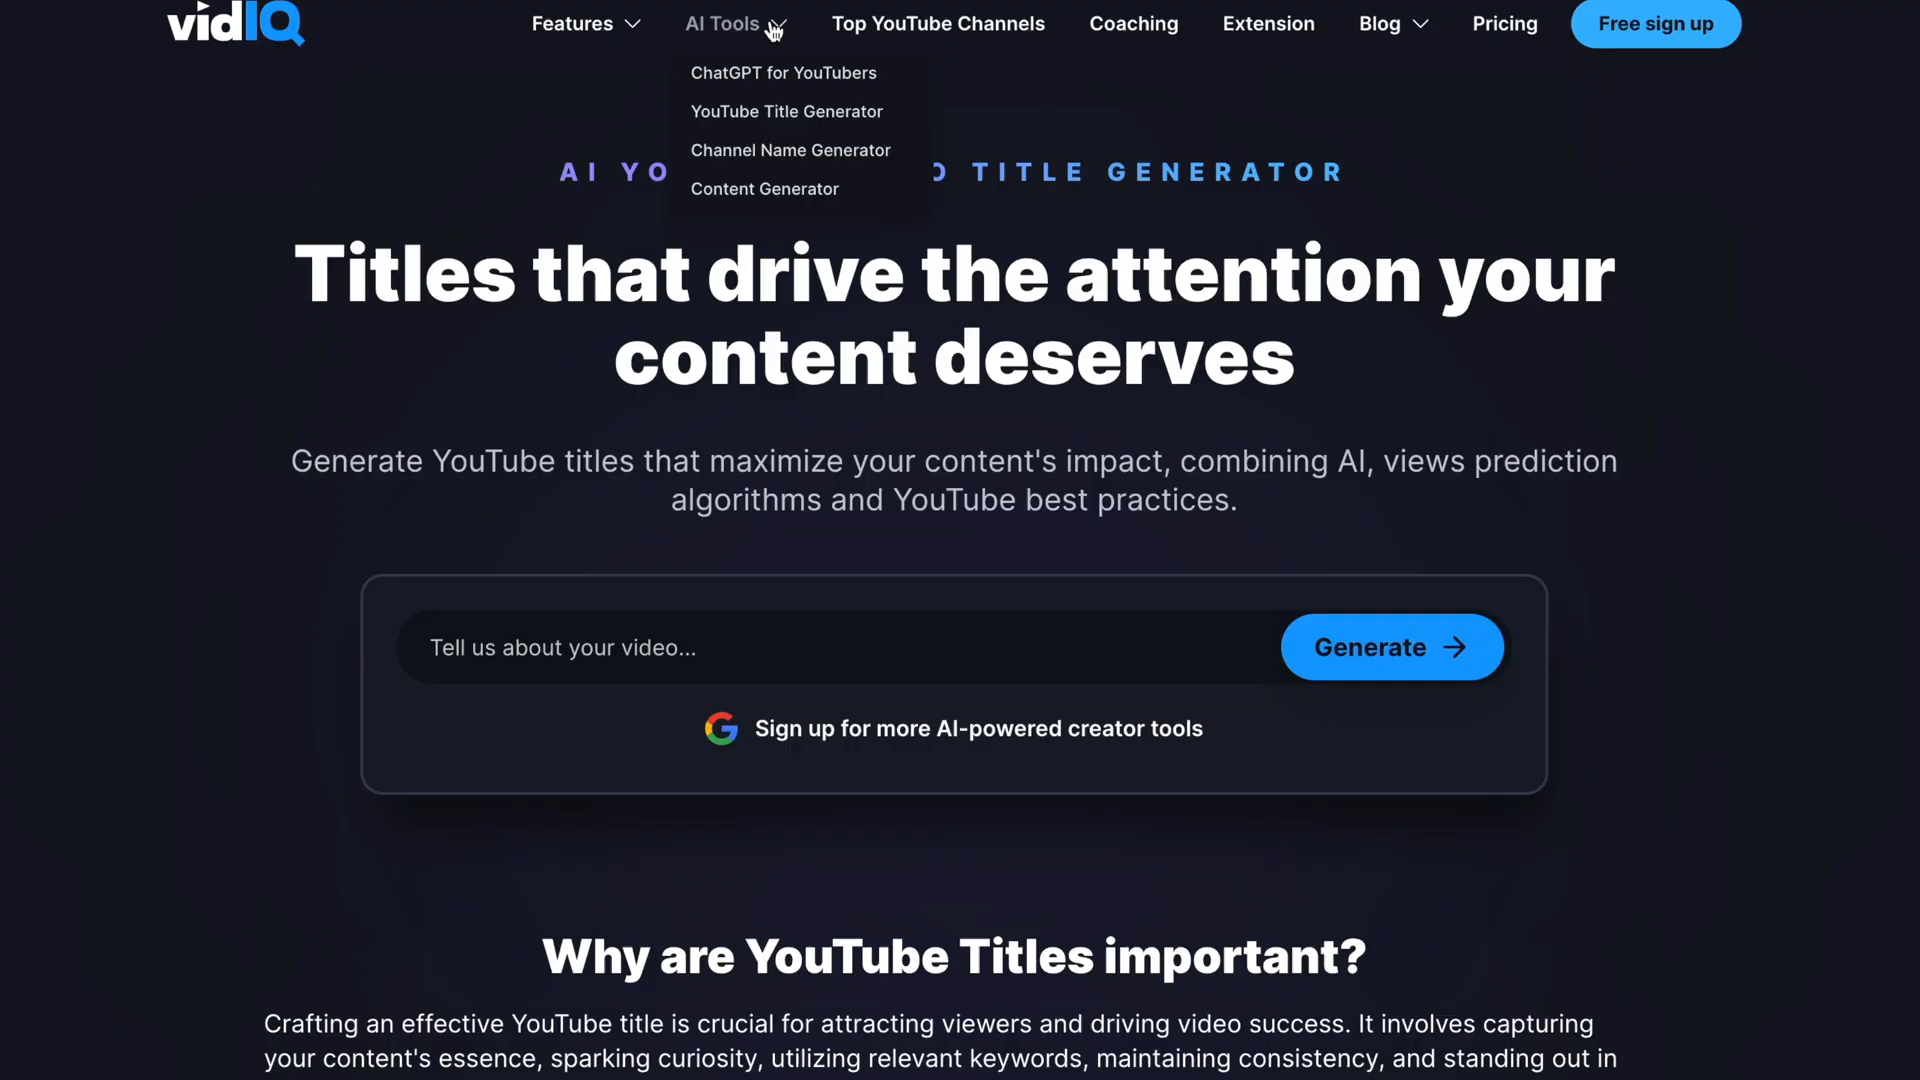 vidIQ
Features AI Tools Top YouTube Channels Coaching Extension Blog Pricing Free sign up
ChatGPT for YouTubers
YouTube Title Generator
Channel Name Generator
Content Generator
AI TITLE GENERATOR
Titles that drive the attention your
content deserves
Generate YouTube titles that maximize your content's impact, combining AI, views prediction
algorithms and YouTube best practices.
Tell us about your video...
Generate
Sign up for more AI-powered creator tools
Why are YouTube Titles important?
Crafting an effective YouTube title is crucial for attracting viewers and driving video success. It involves capturing
your content's essence, sparking curiosity, utilizing relevant keywords, maintaining consistency, and standing out in